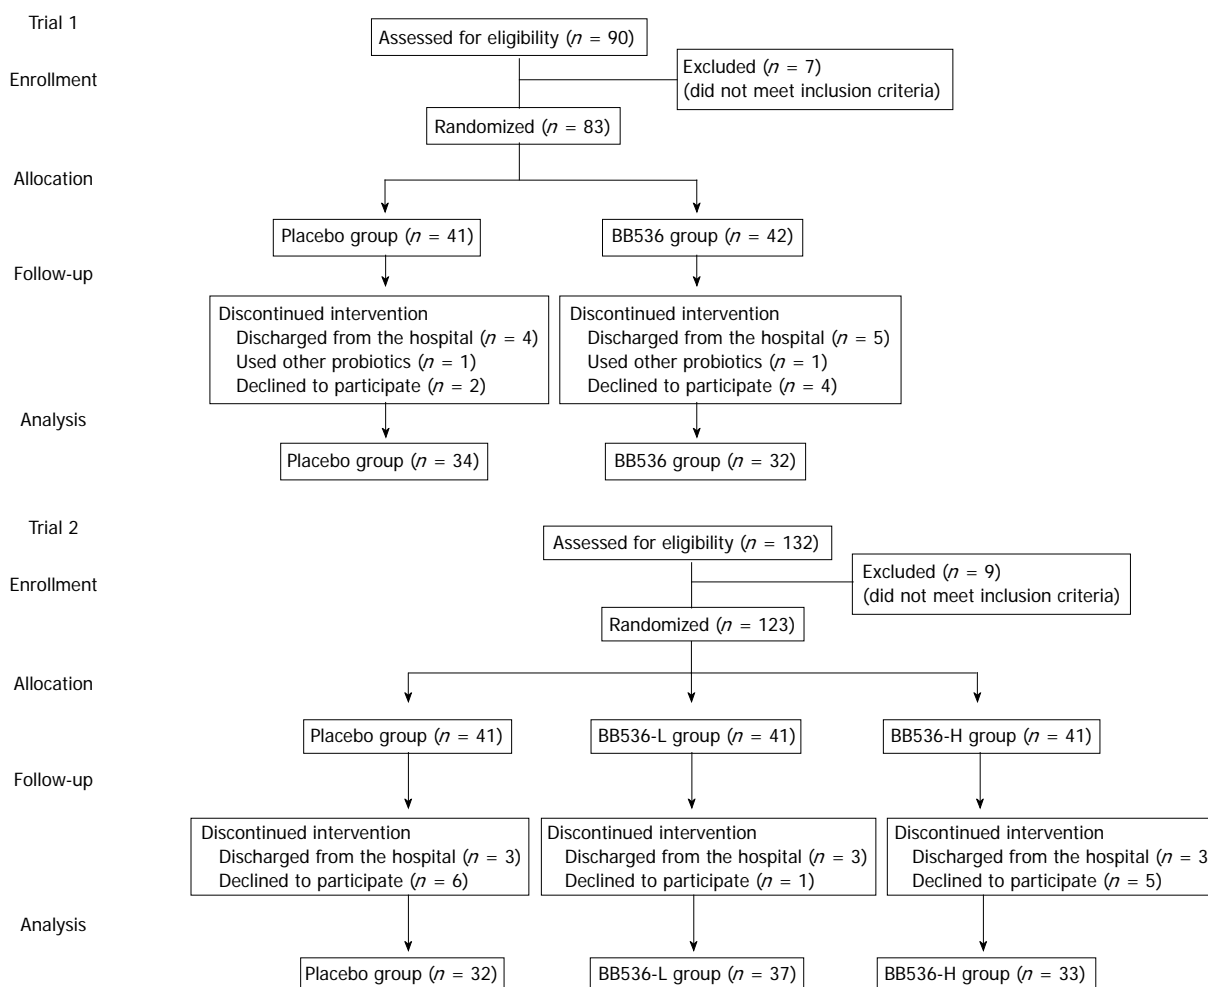 Trial 1
Assessed for eligibility (n = 90)
Enrollment
Excluded (n = 7)
(did not meet inclusion criteria)
Randomized (n = 83)
Allocation
Placebo group (n = 41)
BB536 group (n = 42)
Follow-up
Discontinued intervention
Discharged from the hospital (n = 4)
Used other probiotics (n = 1)
Declined to participate (n = 2)
Discontinued intervention
Discharged from the hospital (n = 5)
Used other probiotics (n = 1)
Declined to participate (n = 4)
Analysis
Placebo group (n = 34)
BB536 group (n = 32)
Trial 2
Assessed for eligibility (n = 132)
Enrollment
Excluded (n = 9)
(did not meet inclusion criteria)
Randomized (n = 123)
Allocation
Placebo group (n = 41)
BB536-L group (n = 41)
BB536-H group (n = 41)
Follow-up
Discontinued intervention
Discharged from the hospital (n = 3)
Declined to participate (n = 6)
Discontinued intervention
Discharged from the hospital (n = 3)
Declined to participate (n = 1)
Discontinued intervention
Discharged from the hospital (n = 3
Declined to participate (n = 5)
Analysis
Placebo group (n = 32)
BB536-L group (n = 37)
BB536-H group (n = 33)